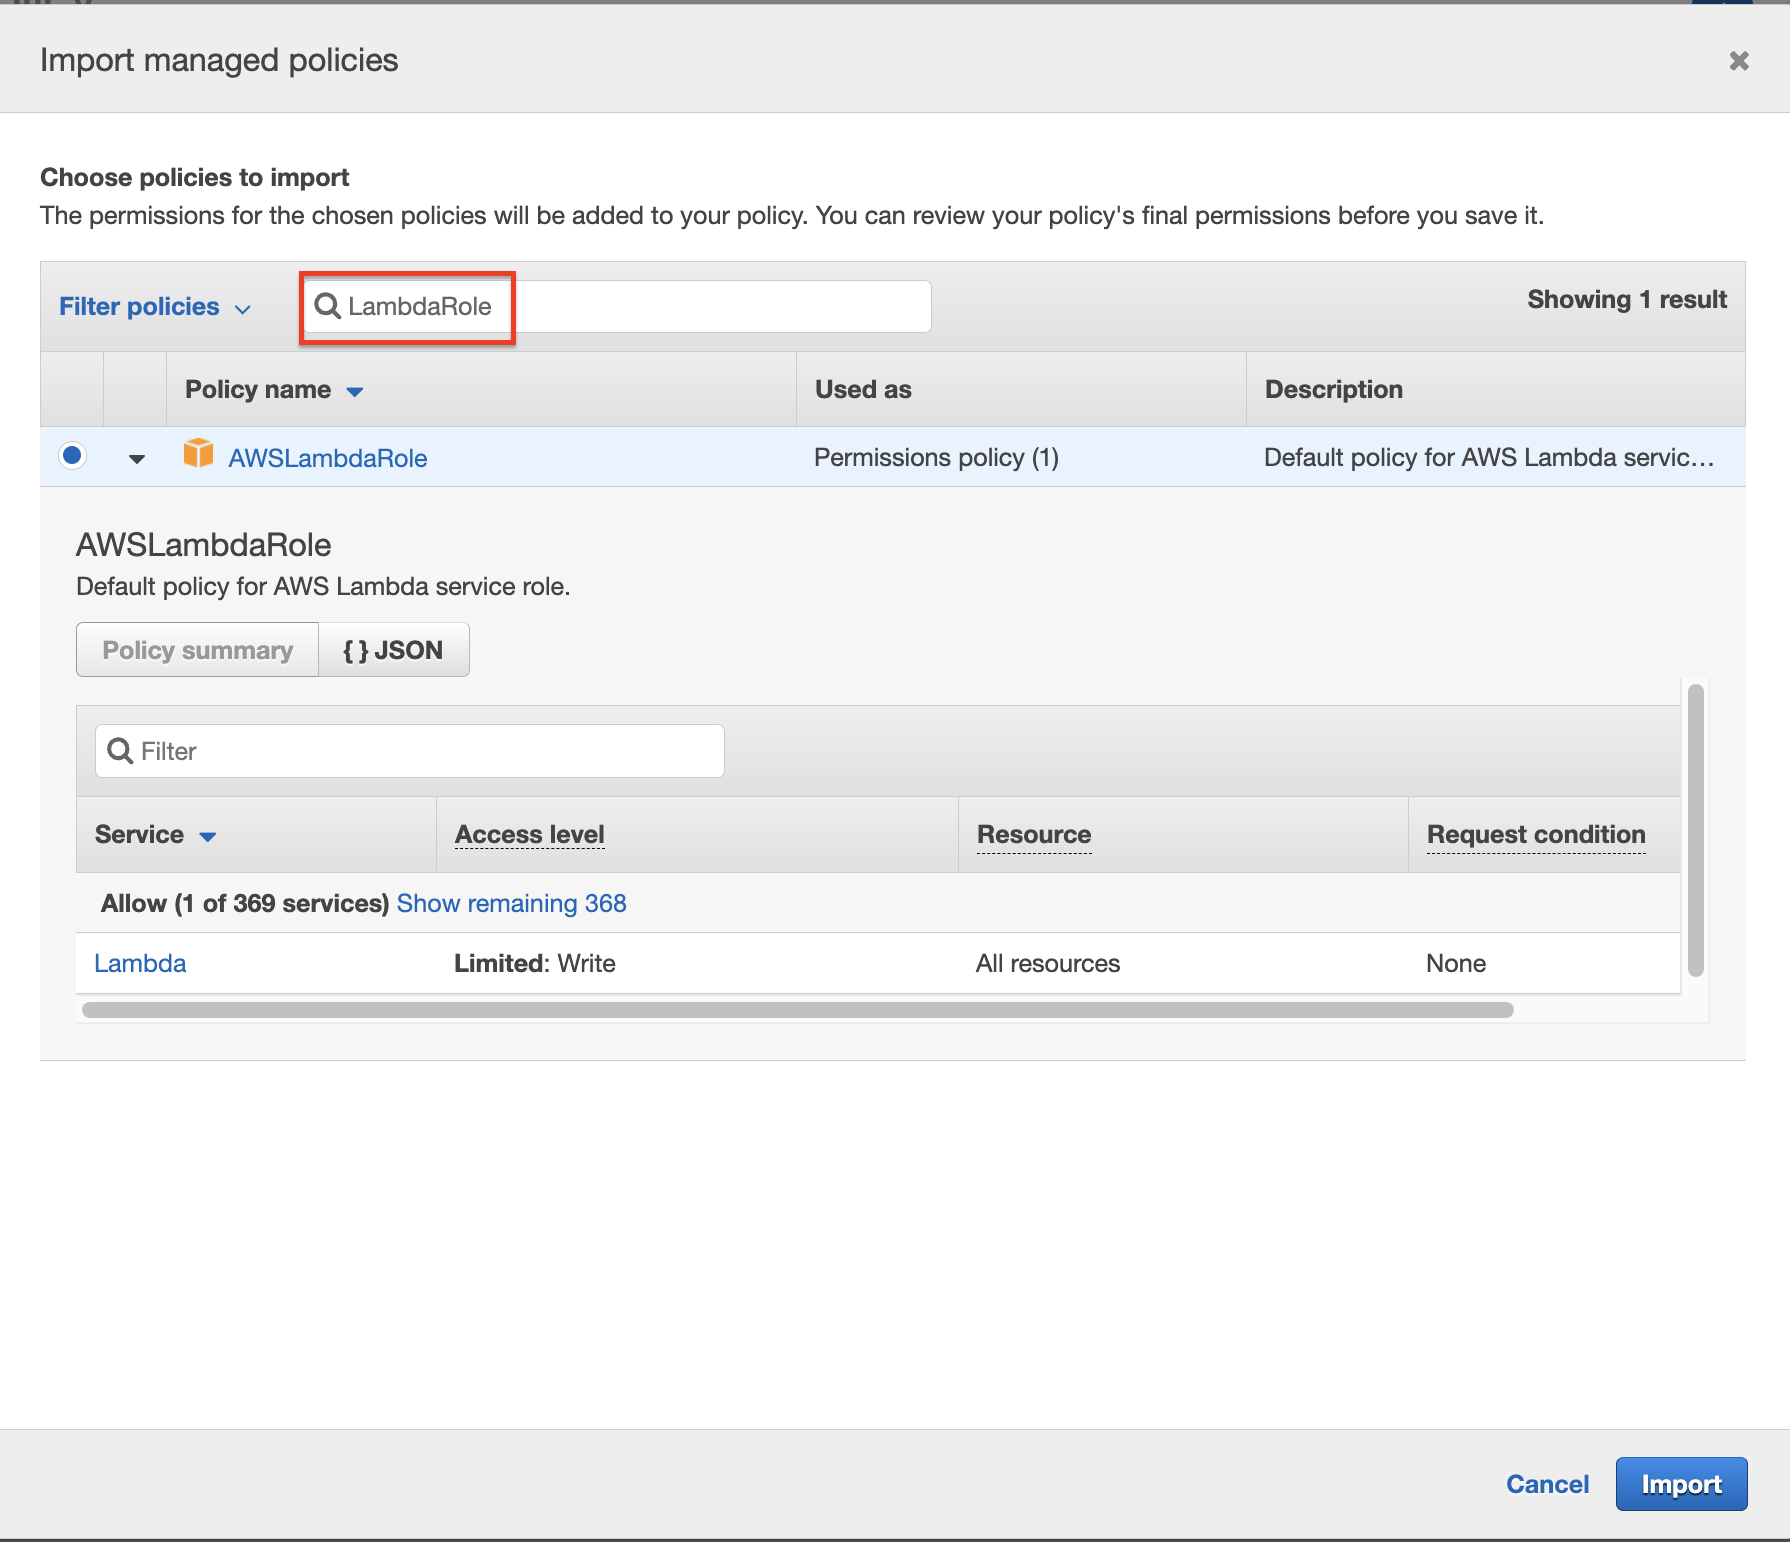 Import managed policies
Choose policies to import
The permissions for the chosen policies will be added to your policy. You can review your policy's final permissions before you save it.
Filter policies
LambdaRole
Showing 1 result
Policy name
Used as
Description
AWSLambdaRole
Permissions policy (1)
Default policy for AWS Lambda servic…
AWSLambdaRole
Default policy for AWS Lambda service role.
Policy summary
{ } JSON
Filter
Service
Access level
Resource
Request condition
Allow (1 of 369 services) Show remaining 368
Lambda
Limited: Write
All resources
None
Cancel
Import